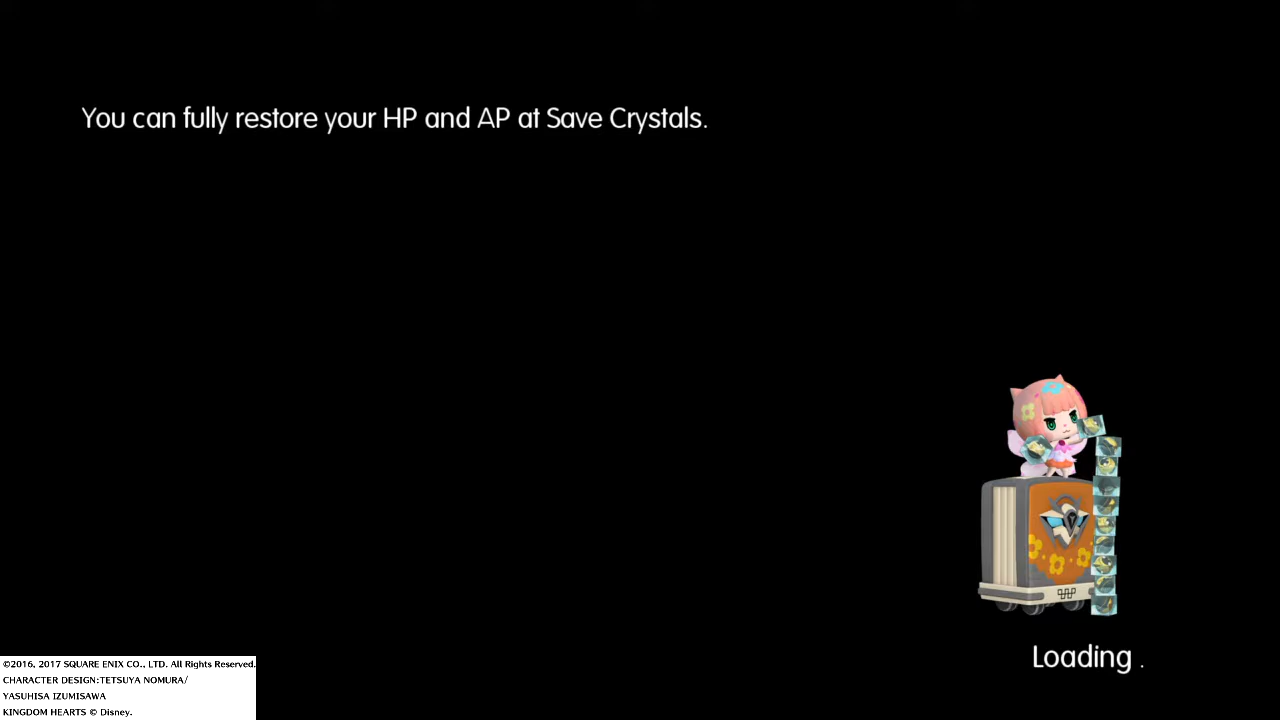 You can fully restore your HP and AP at Save Crystals.
Loading .
©2016, 2017 SQUARE ENIX CO., LTD. All Rights Reserved.
CHARACTER DESIGN:TETSUYA NOMURA/
YASUHISA IZUMISAWA
KINGDOM HEARTS © Disney.